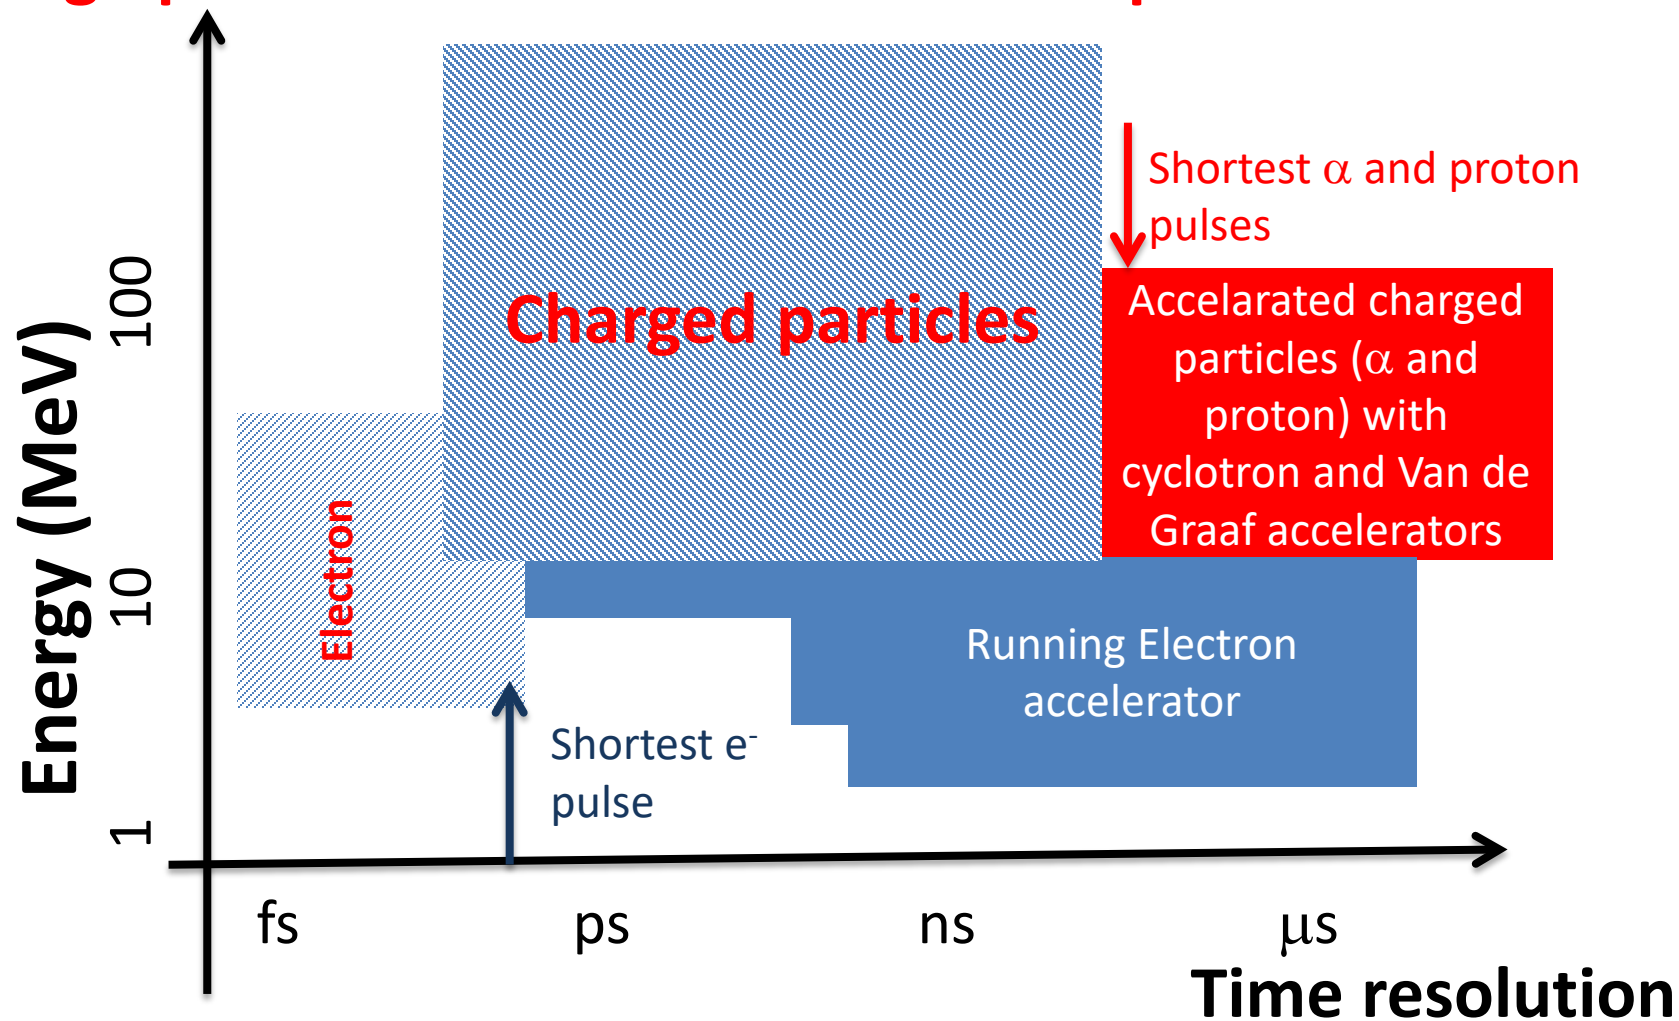 Shortest α and proton
pulses
Charged particles
Accelarated charged
particles (α and
proton) with
cyclotron and Van de
Graaf accelerators
Energy (MeV)
100
10
1
Electron
Running Electron
accelerator
Shortest e⁻
pulse
fs ps ns μs
Time resolution